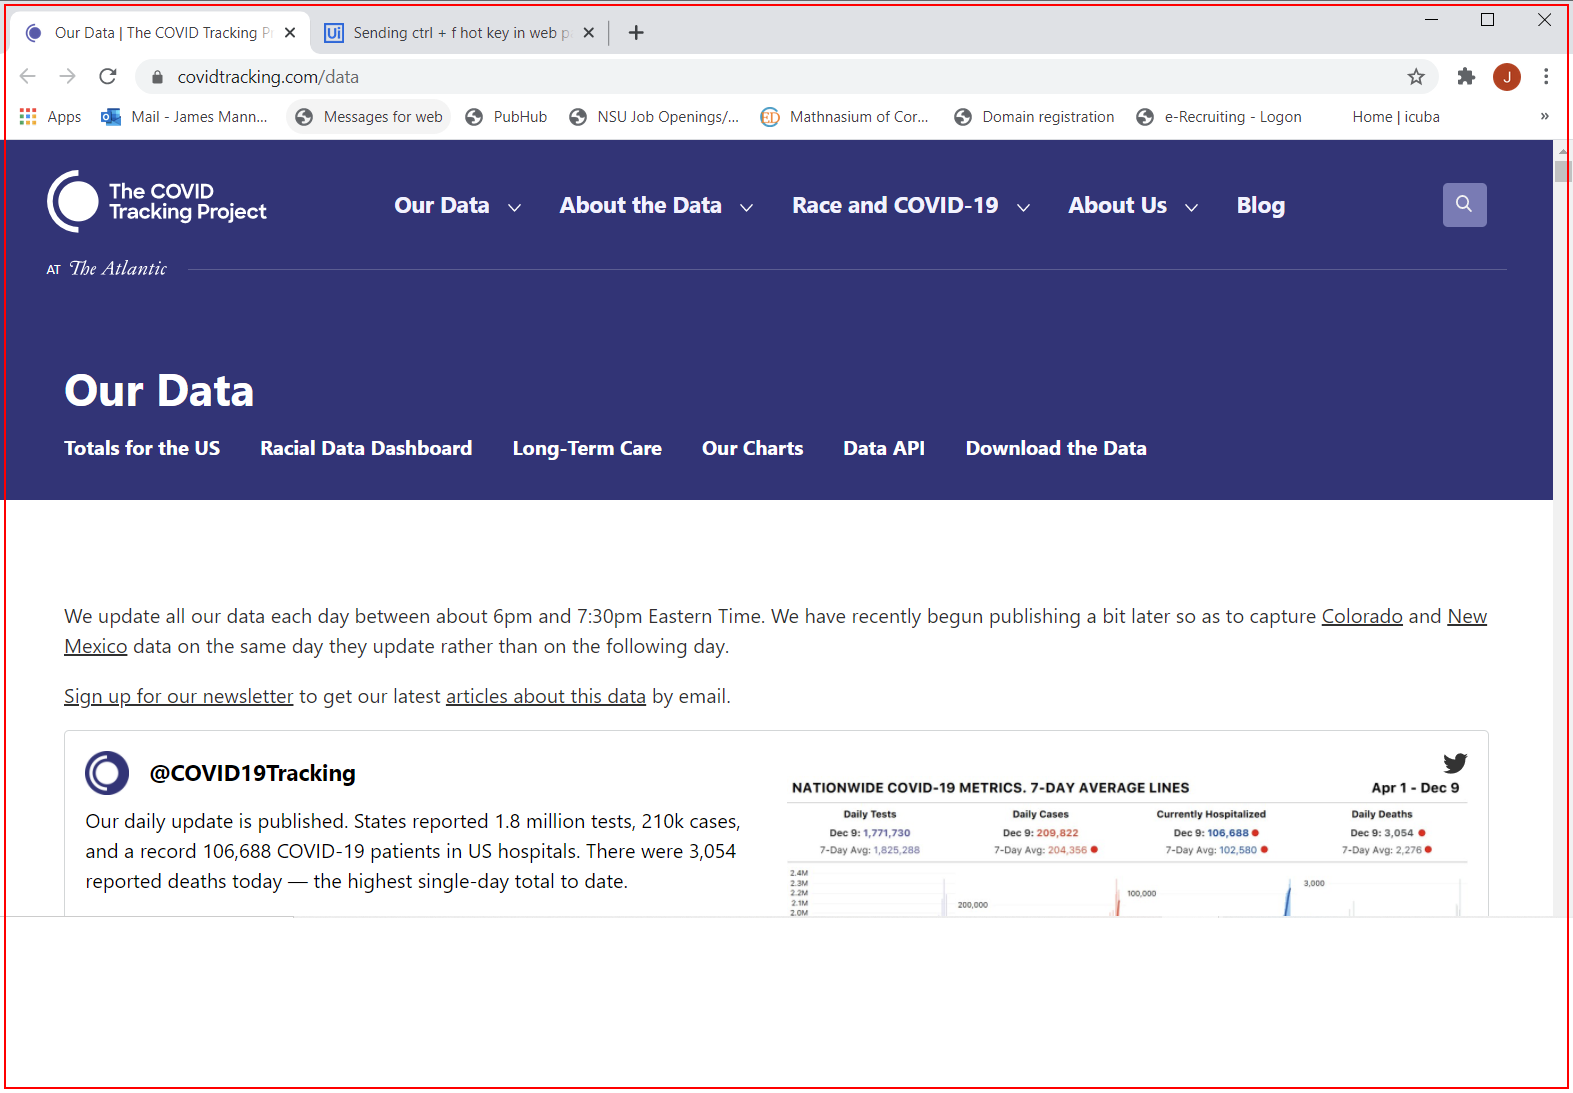 Our Data | The COVID Tracking P
Ui
Sending ctrl + f hot key in web p
covidtracking.com/data
J
Apps
Mail - James Mann...
Messages for web
PubHub
NSU Job Openings/...
ED
Mathnasium of Cor...
Domain registration
e-Recruiting - Logon
Home | icuba
»
The COVID
Tracking Project
Our Data
About the Data
Race and COVID-19
About Us
Blog
AT The Atlantic
Our Data
Totals for the US
Racial Data Dashboard
Long-Term Care
Our Charts
Data API
Download the Data
We update all our data each day between about 6pm and 7:30pm Eastern Time. We have recently begun publishing a bit later so as to capture Colorado and New
Mexico data on the same day they update rather than on the following day.
Sign up for our newsletter to get our latest articles about this data by email.
@COVID19Tracking
Our daily update is published. States reported 1.8 million tests, 210k cases,
and a record 106,688 COVID-19 patients in US hospitals. There were 3,054
reported deaths today — the highest single-day total to date.
NATIONWIDE COVID-19 METRICS. 7-DAY AVERAGE LINES
Apr 1 - Dec 9
Daily Tests
Dec 9: 1,771,730
7-Day Avg: 1,825,288
Daily Cases
Dec 9: 209,822
7-Day Avg: 204,356
Currently Hospitalized
Dec 9: 106,688
7-Day Avg: 102,580
Daily Deaths
Dec 9: 3,054
7-Day Avg: 2,276
2.4M
2.3M
2.2M
2.1M
2.0M
200,000
100,000
3,000